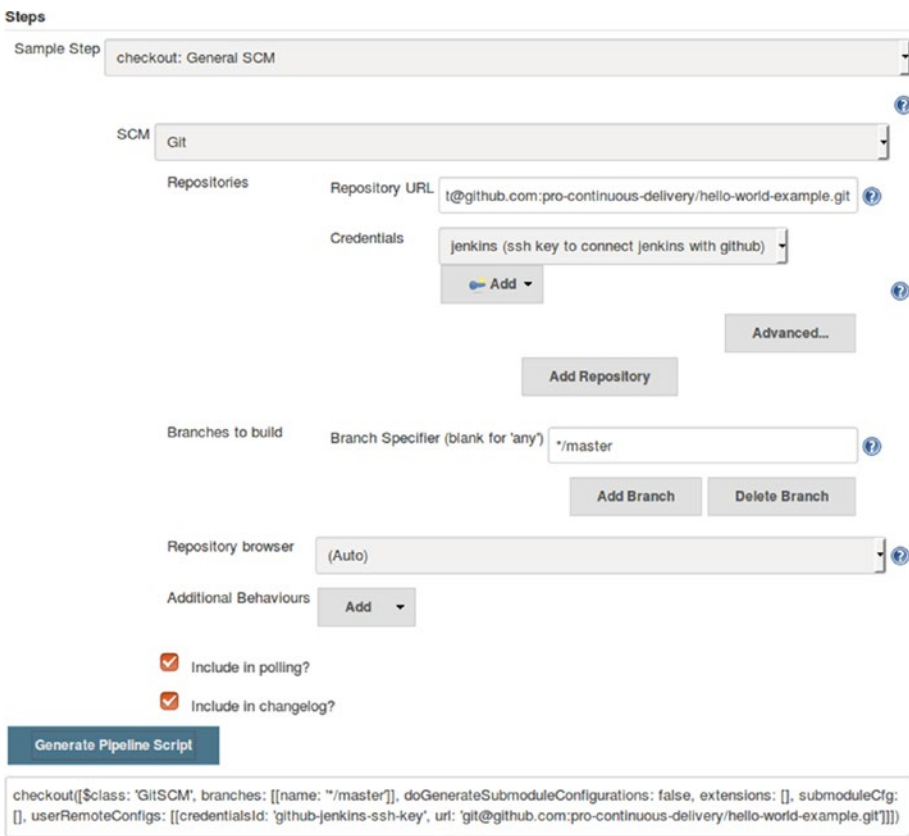 Steps
Sample Step checkout: General SCM
SCM Git
Repositories Repository URL t@github.com:pro-continuous-delivery/hello-world-example.git
Credentials jenkins (ssh key to connect jenkins with github)
Add
Advanced...
Add Repository
Branches to build Branch Specifier (blank for 'any') */master
Add Branch Delete Branch
Repository browser (Auto)
Additional Behaviours Add
Include in polling?
Include in changelog?
Generate Pipeline Script
checkout([$class: 'GitSCM', branches: [[name: '*/master']], doGenerateSubmoduleConfigurations: false, extensions: [], submoduleCfg:
[], userRemoteConfigs: [[credentialsId: 'github-jenkins-ssh-key', url: 'git@github.com:pro-continuous-delivery/hello-world-example.git']]])